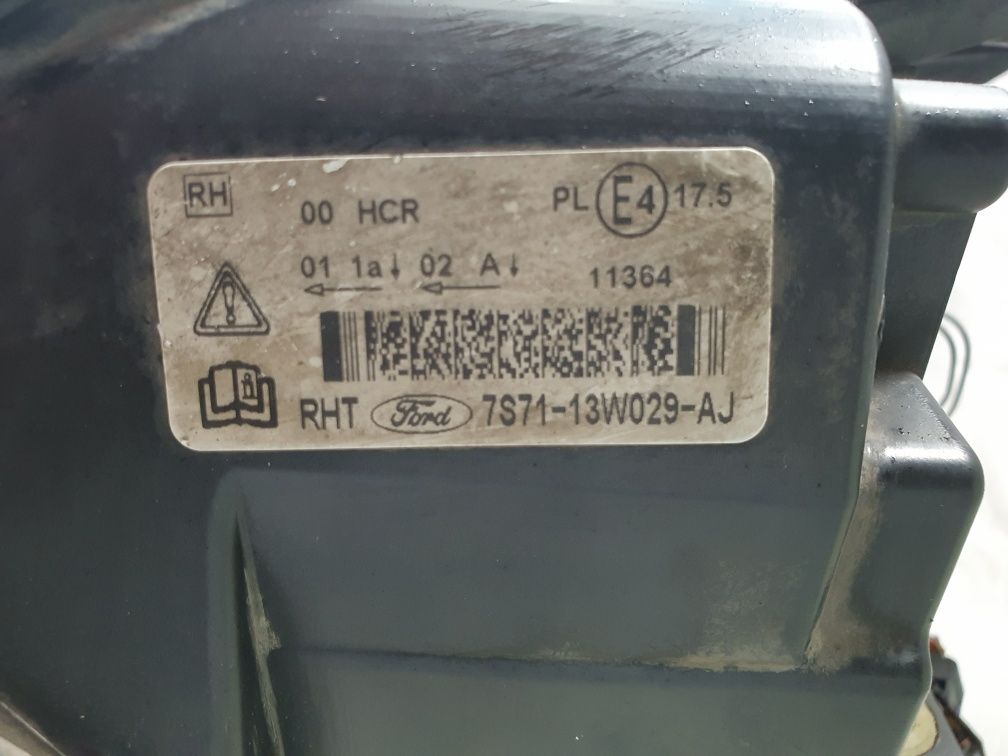 RH
00 HCR
PL E4 17.5
01 1a↓ 02 A↓
11364
RHT Ford 7S71-13W029-AJ